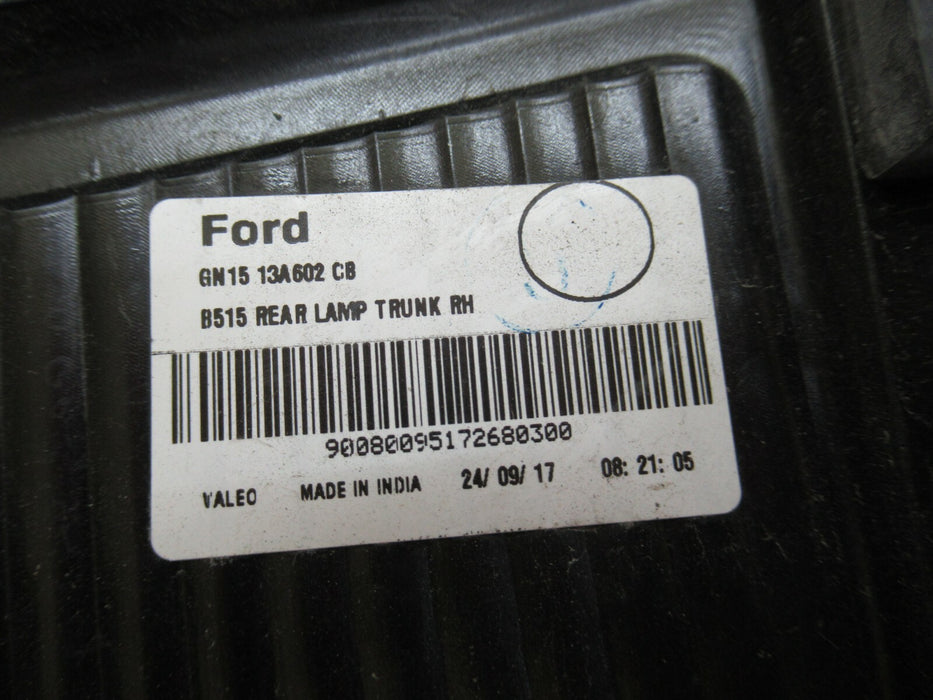 Ford
GN15 13A602 CB
B515 REAR LAMP TRUNK RH
90080095172680300
VALEO MADE IN INDIA 24/ 09/ 17 08: 21: 05